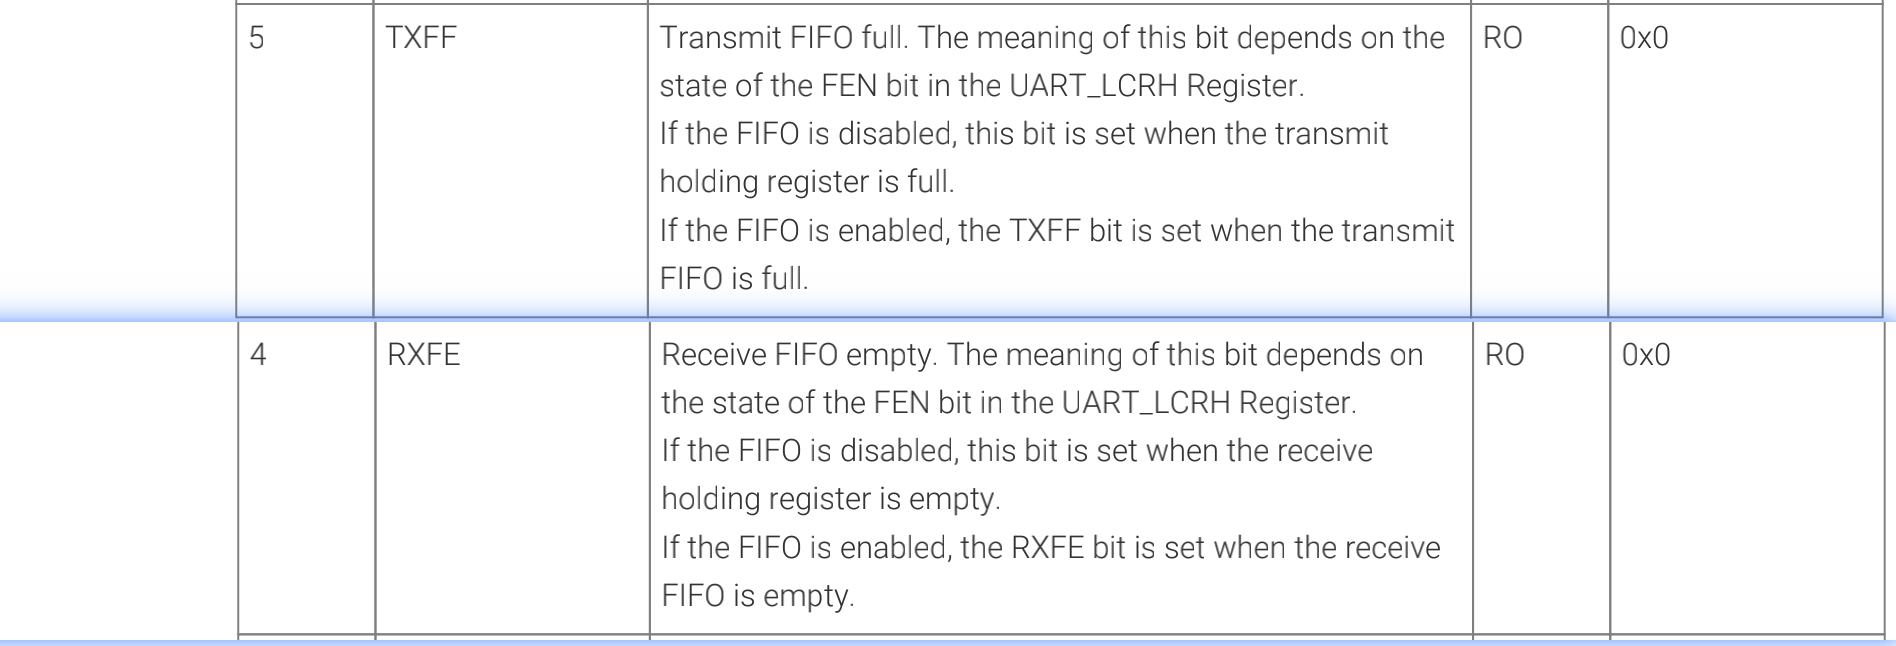 5 TXFF Transmit FIFO full. The meaning of this bit depends on the RO 0x0
state of the FEN bit in the UART_LCRH Register.
If the FIFO is disabled, this bit is set when the transmit
holding register is full.
If the FIFO is enabled, the TXFF bit is set when the transmit
FIFO is full.
4 RXFE Receive FIFO empty. The meaning of this bit depends on RO 0x0
the state of the FEN bit in the UART_LCRH Register.
If the FIFO is disabled, this bit is set when the receive
holding register is empty.
If the FIFO is enabled, the RXFE bit is set when the receive
FIFO is empty.